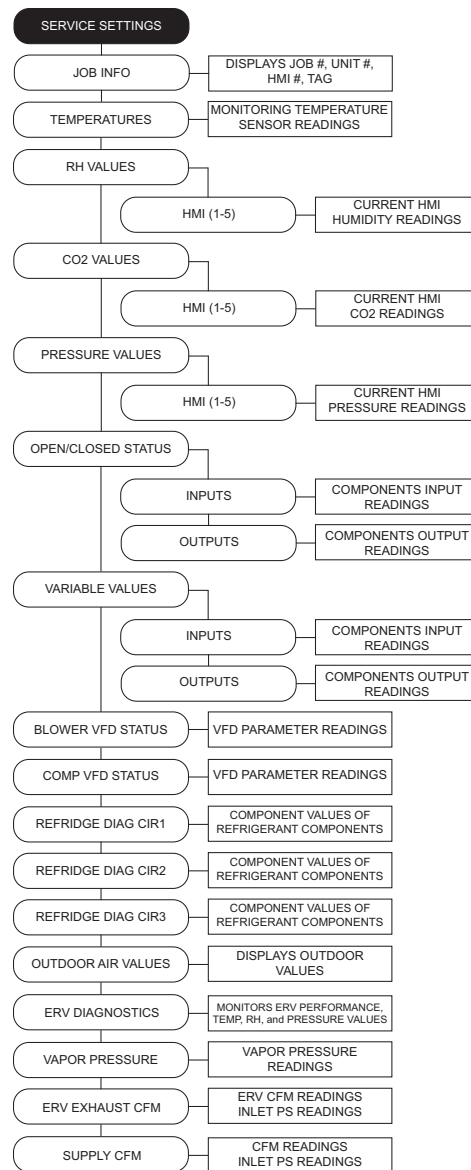 SERVICE SETTINGS
JOB INFO
DISPLAYS JOB #, UNIT #,
HMI #, TAG
TEMPERATURES
MONITORING TEMPERATURE
SENSOR READINGS
RH VALUES
HMI (1-5)
CURRENT HMI
HUMIDITY READINGS
CO2 VALUES
HMI (1-5)
CURRENT HMI
CO2 READINGS
PRESSURE VALUES
HMI (1-5)
CURRENT HMI
PRESSURE READINGS
OPEN/CLOSED STATUS
INPUTS
COMPONENTS INPUT
READINGS
OUTPUTS
COMPONENTS OUTPUT
READINGS
VARIABLE VALUES
INPUTS
COMPONENTS INPUT
READINGS
OUTPUTS
COMPONENTS OUTPUT
READINGS
BLOWER VFD STATUS
VFD PARAMETER READINGS
COMP VFD STATUS
VFD PARAMETER READINGS
REFRIDGE DIAG CIR1
COMPONENT VALUES OF
REFRIGERANT COMPONENTS
REFRIDGE DIAG CIR2
COMPONENT VALUES OF
REFRIGERANT COMPONENTS
REFRIDGE DIAG CIR3
COMPONENT VALUES OF
REFRIGERANT COMPONENTS
OUTDOOR AIR VALUES
DISPLAYS OUTDOOR
VALUES
ERV DIAGNOSTICS
MONITORS ERV PERFORMANCE,
TEMP, RH, and PRESSURE VALUES
VAPOR PRESSURE
VAPOR PRESSURE
READINGS
ERV EXHAUST CFM
ERV CFM READINGS
INLET PS READINGS
SUPPLY CFM
CFM READINGS
INLET PS READINGS